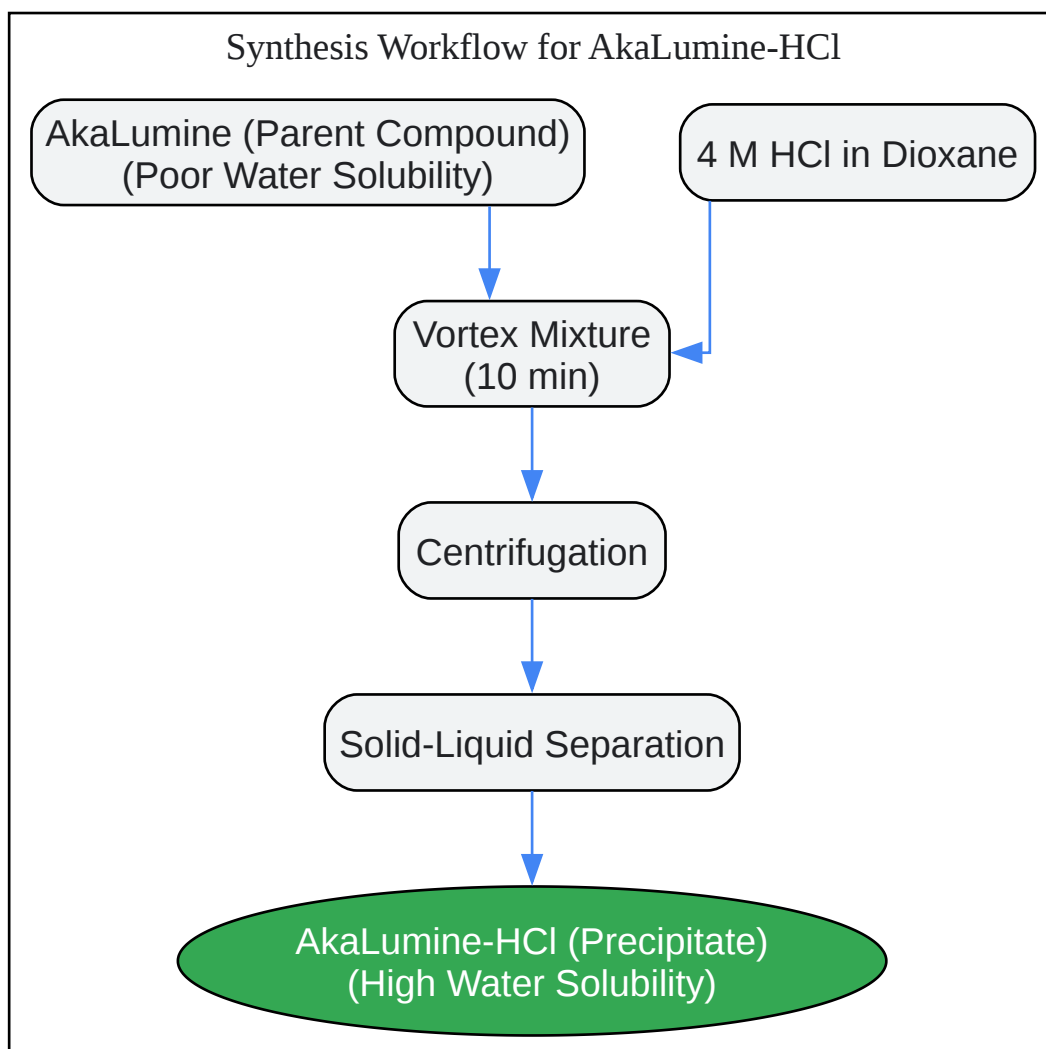 Synthesis Workflow for AkaLumine-HCl
AkaLumine (Parent Compound)
(Poor Water Solubility)
4 M HCl in Dioxane
Vortex Mixture
(10 min)
Centrifugation
Solid-Liquid Separation
AkaLumine-HCl (Precipitate)
(High Water Solubility)